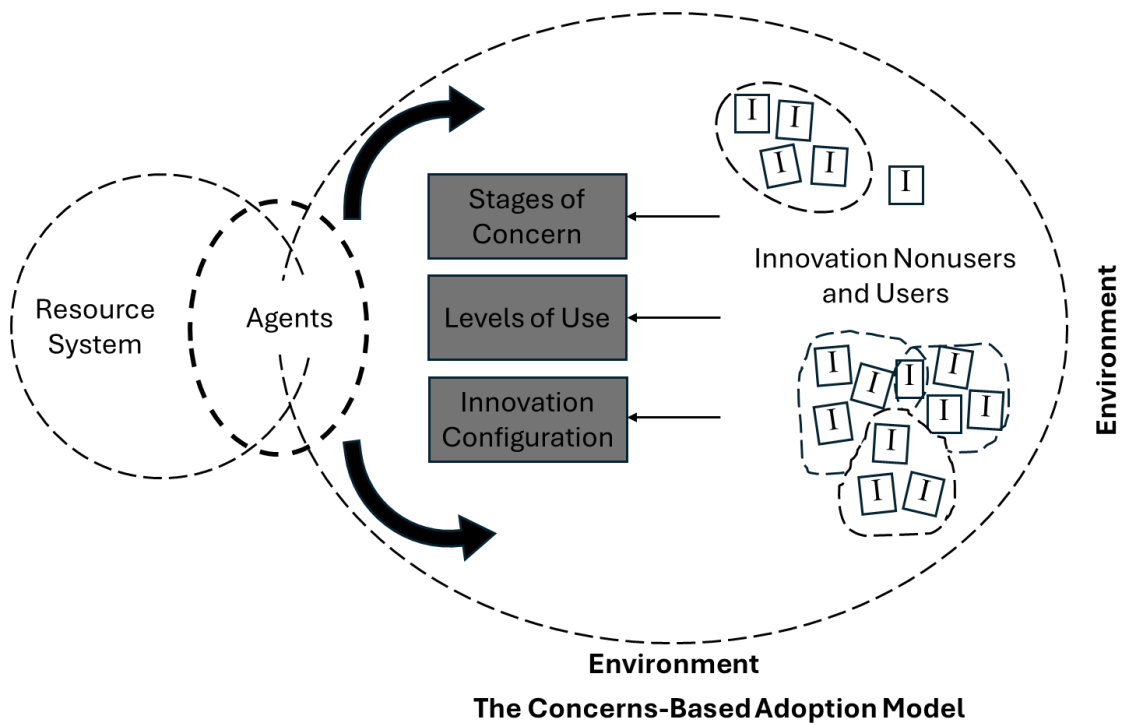 I
I
I
I
I
Stages of
Concern
Innovation Nonusers
and Users
Resource
System
Agents
Levels of Use
Environment
I
I
I
I
I
I
I
Innovation
Configuration
I
I
I
Environment
The Concerns-Based Adoption Model